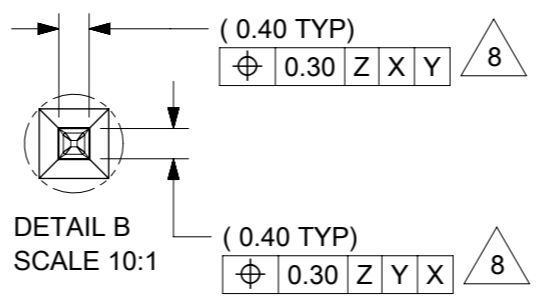 ( 0.40 TYP)
⌖ 0.30 Z X Y 8
DETAIL B
SCALE 10:1
( 0.40 TYP)
⌖ 0.30 Z Y X 8